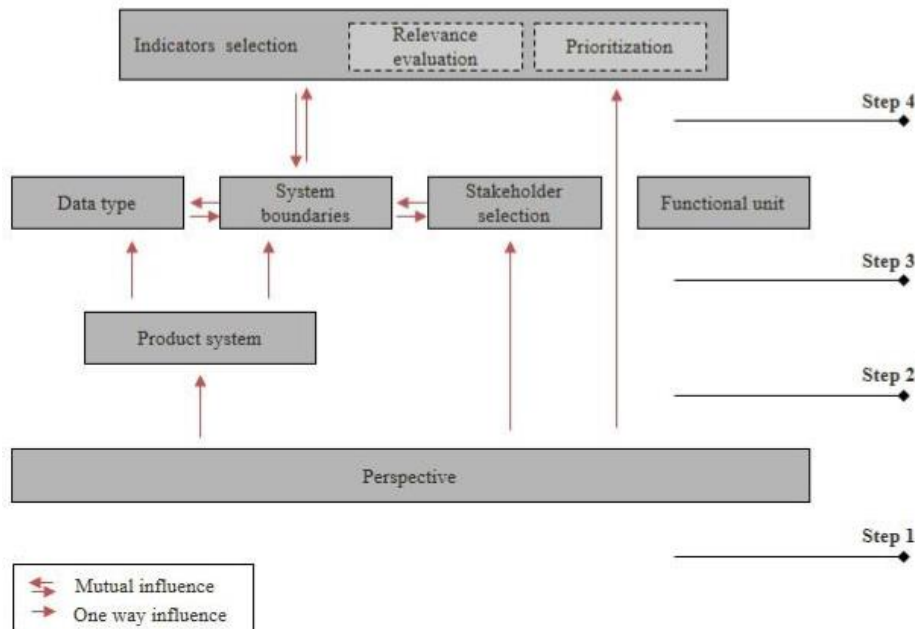 Indicators selection
Relevance
evaluation
Prioritization
Step 4
Data type
System
boundaries
Stakeholder
selection
Functional unit
Step 3
Product system
Step 2
Perspective
Step 1
Mutual influence
One way influence